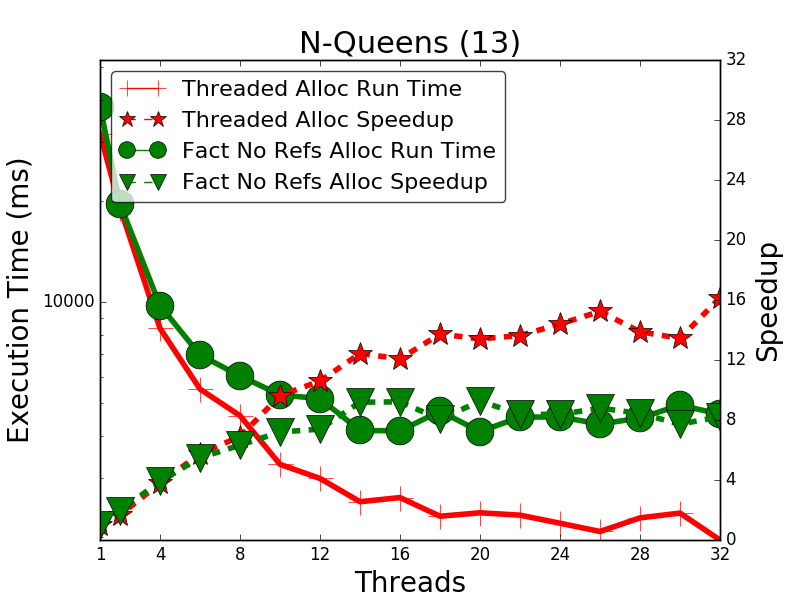 N-Queens (13)
Threaded Alloc Run Time
Threaded Alloc Speedup
Fact No Refs Alloc Run Time
Fact No Refs Alloc Speedup
Execution Time (ms)
10000
32
28
24
20
16
12
8
4
0
Speedup
1 4 8 12 16 20 24 28 32
Threads